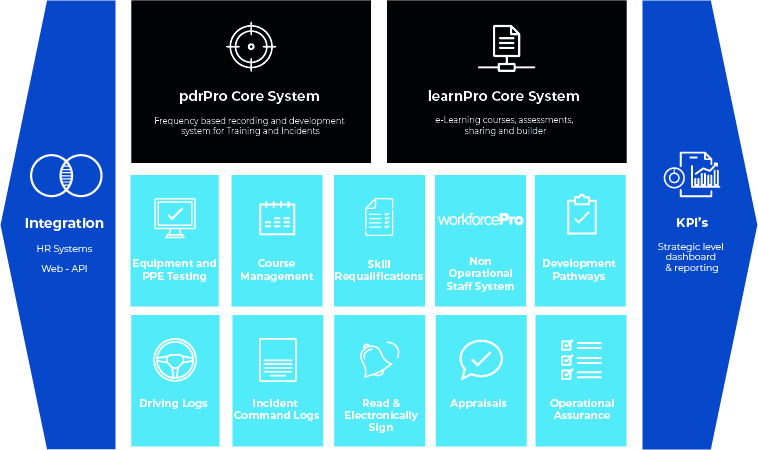 pdrPro Core System
Frequency based recording and development
system for Training and Incidents
learnPro Core System
e-Learning courses, assessments,
sharing and builder
Integration
HR Systems
Web - API
Equipment and
PPE Testing
Course
Management
Skill
Requalifications
workforcePro
Non
Operational
Staff System
Development
Pathways
Driving Logs
Incident
Command Logs
Read &
Electronically
Sign
Appraisals
Operational
Assurance
KPI's
Strategic level
dashboard
& reporting